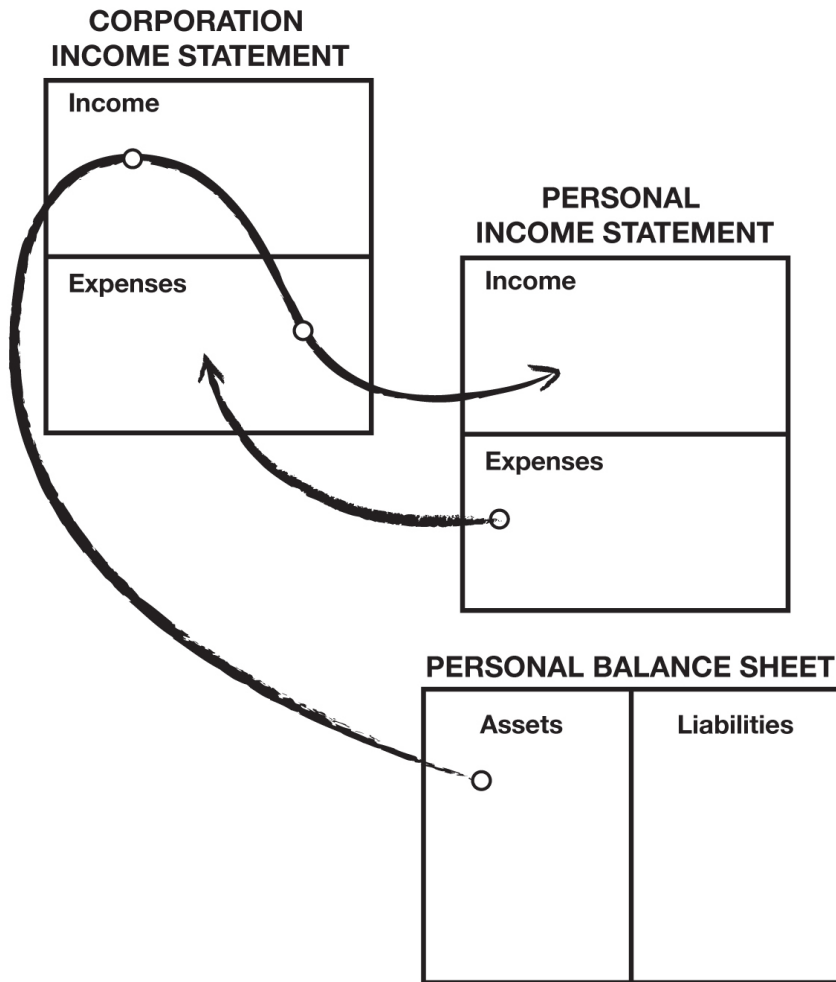 CORPORATION
INCOME STATEMENT
Income
Expenses
PERSONAL
INCOME STATEMENT
Income
Expenses
PERSONAL BALANCE SHEET
Assets
Liabilities